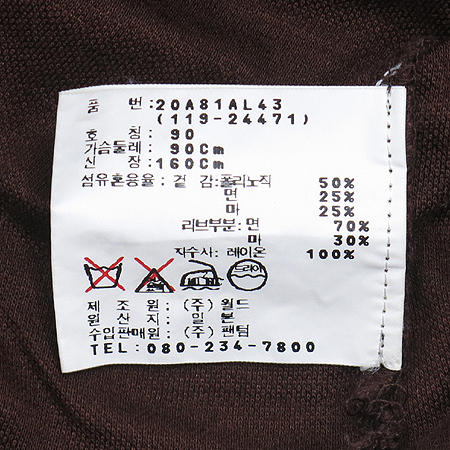 품 번:20A81AL43
(119-24471)
호 칭: 90
가슴둘레: 90Cm
신 장: 160Cm
섬유혼용율: 겉 감:폴리노직 50%
면 25%
마 25%
리브부분: 면 70%
마 30%
자수사: 레이온 100%
드라이
제 조 원: (주)월드
원 산 지: 일 본
수입판매원: (주)팬텀
TEL: 080-234-7800